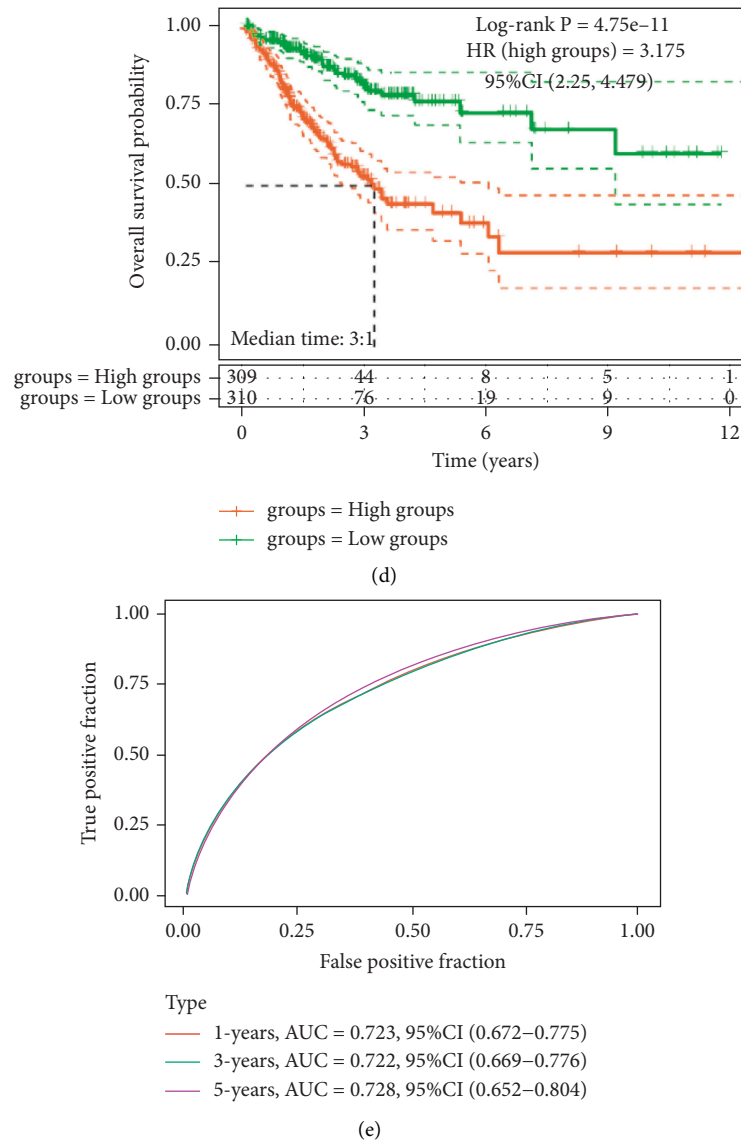 1.00
0.75
0.50
0.25
0.00
Overall survival probability
Log-rank P = 4.75e–11
HR (high groups) = 3.175
95%CI (2.25, 4.479)
Median time: 3:1
groups = High groups 309 44 8 5 1
groups = Low groups 310 76 19 9 0
0 3 6 9 12
Time (years)
groups = High groups
groups = Low groups
(d)
1.00
0.75
0.50
0.25
0.00
True positive fraction
0.00 0.25 0.50 0.75 1.00
False positive fraction
Type
1-years, AUC = 0.723, 95%CI (0.672−0.775)
3-years, AUC = 0.722, 95%CI (0.669−0.776)
5-years, AUC = 0.728, 95%CI (0.652−0.804)
(e)